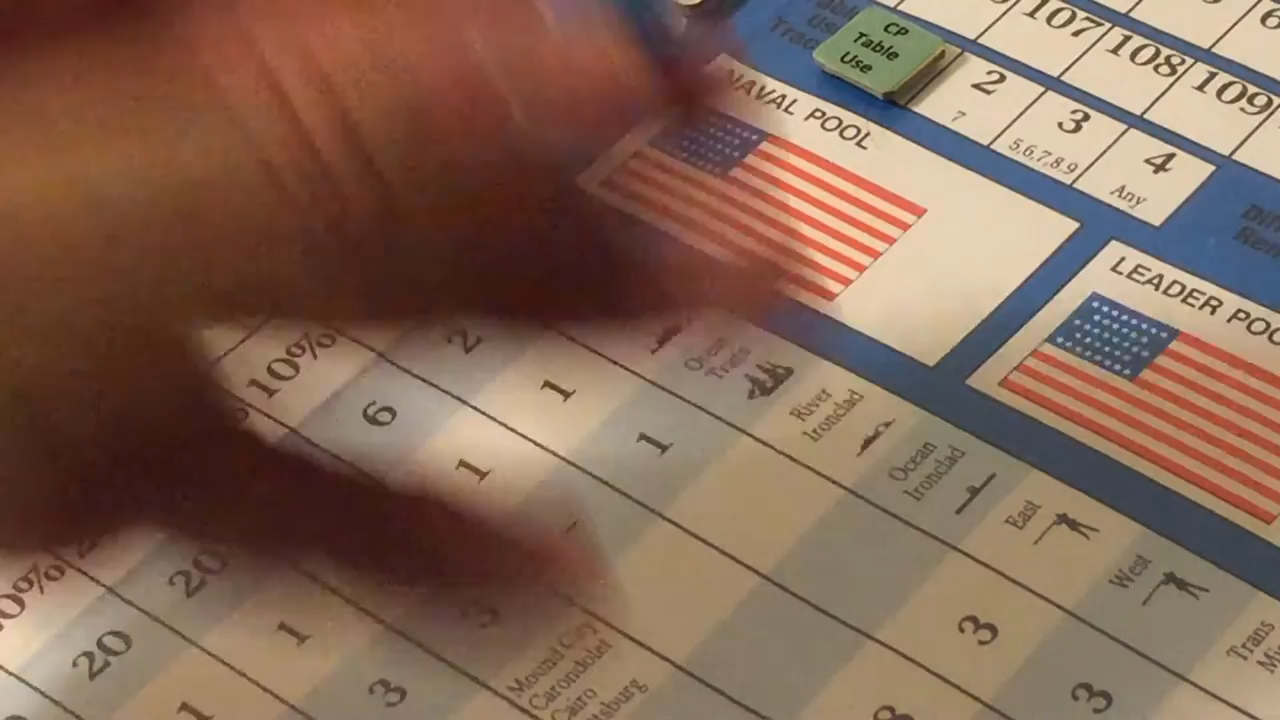 107
108
109
CP
Table
Use
2
7
3
5,6,7,8,9
4
Any
NAVAL POOL
LEADER
10%
2
6
1
1
1
Ocean
Trans
River
Ironclad
Ocean
Ironclad
East
West
Trans
20
20
1
3
3
1
3
3
8
Mound City
Carondolet
Cairo